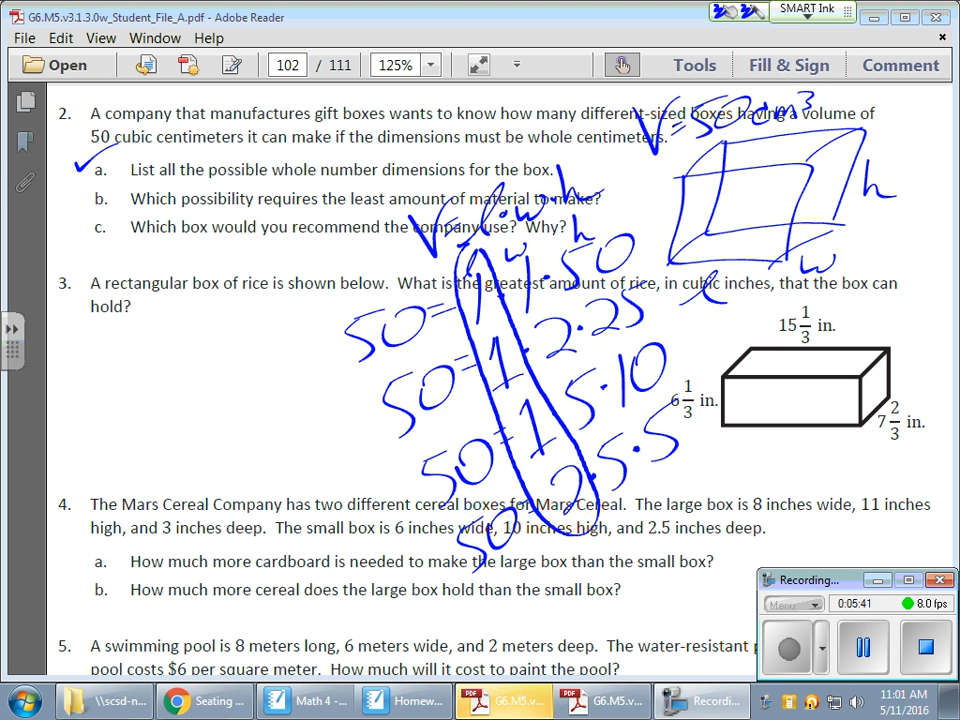 G6.M5.v3.1.3.0w_Student_File_A.pdf - Adobe Reader
SMART Ink
File Edit View Window Help
Open 102 / 111 125% Tools Fill & Sign Comment
2. A company that manufactures gift boxes wants to know how many different-sized boxes having a volume of
50 cubic centimeters it can make if the dimensions must be whole centimeters.
V = 50cm³
a. List all the possible whole number dimensions for the box.
b. Which possibility requires the least amount of material to make?
c. Which box would you recommend the company use? Why?
h
w
l
V = l·w·h
l w h
50 = 1·1·50
50 = 1·2·25
50 = 1·5·10
50 = 2·5·5
3. A rectangular box of rice is shown below. What is the greatest amount of rice, in cubic inches, that the box can
hold?
15 1/3 in.
6 1/3 in.
7 2/3 in.
4. The Mars Cereal Company has two different cereal boxes for Mars Cereal. The large box is 8 inches wide, 11 inches
high, and 3 inches deep. The small box is 6 inches wide, 10 inches high, and 2.5 inches deep.
a. How much more cardboard is needed to make the large box than the small box?
b. How much more cereal does the large box hold than the small box?
5. A swimming pool is 8 meters long, 6 meters wide, and 2 meters deep. The water-resistant
pool costs $6 per square meter. How much will it cost to paint the pool?
Recording...
Menu 0:05:41 8.0 fps
\\sccd-n... Seating ... Math 4 -... Homew... G6.M5.v... G6.M5.v... Recordi...
11:01 AM
5/11/2016